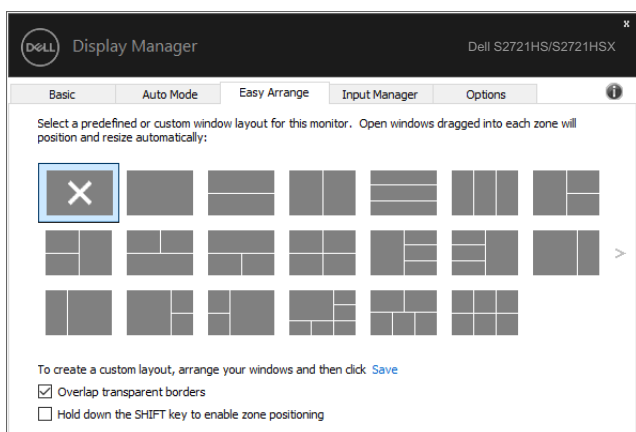 x
DELL Display Manager Dell S2721HS/S2721HSX
Basic Auto Mode Easy Arrange Input Manager Options
Select a predefined or custom window layout for this monitor. Open windows dragged into each zone will
position and resize automatically:
>
To create a custom layout, arrange your windows and then click Save
Overlap transparent borders
Hold down the SHIFT key to enable zone positioning